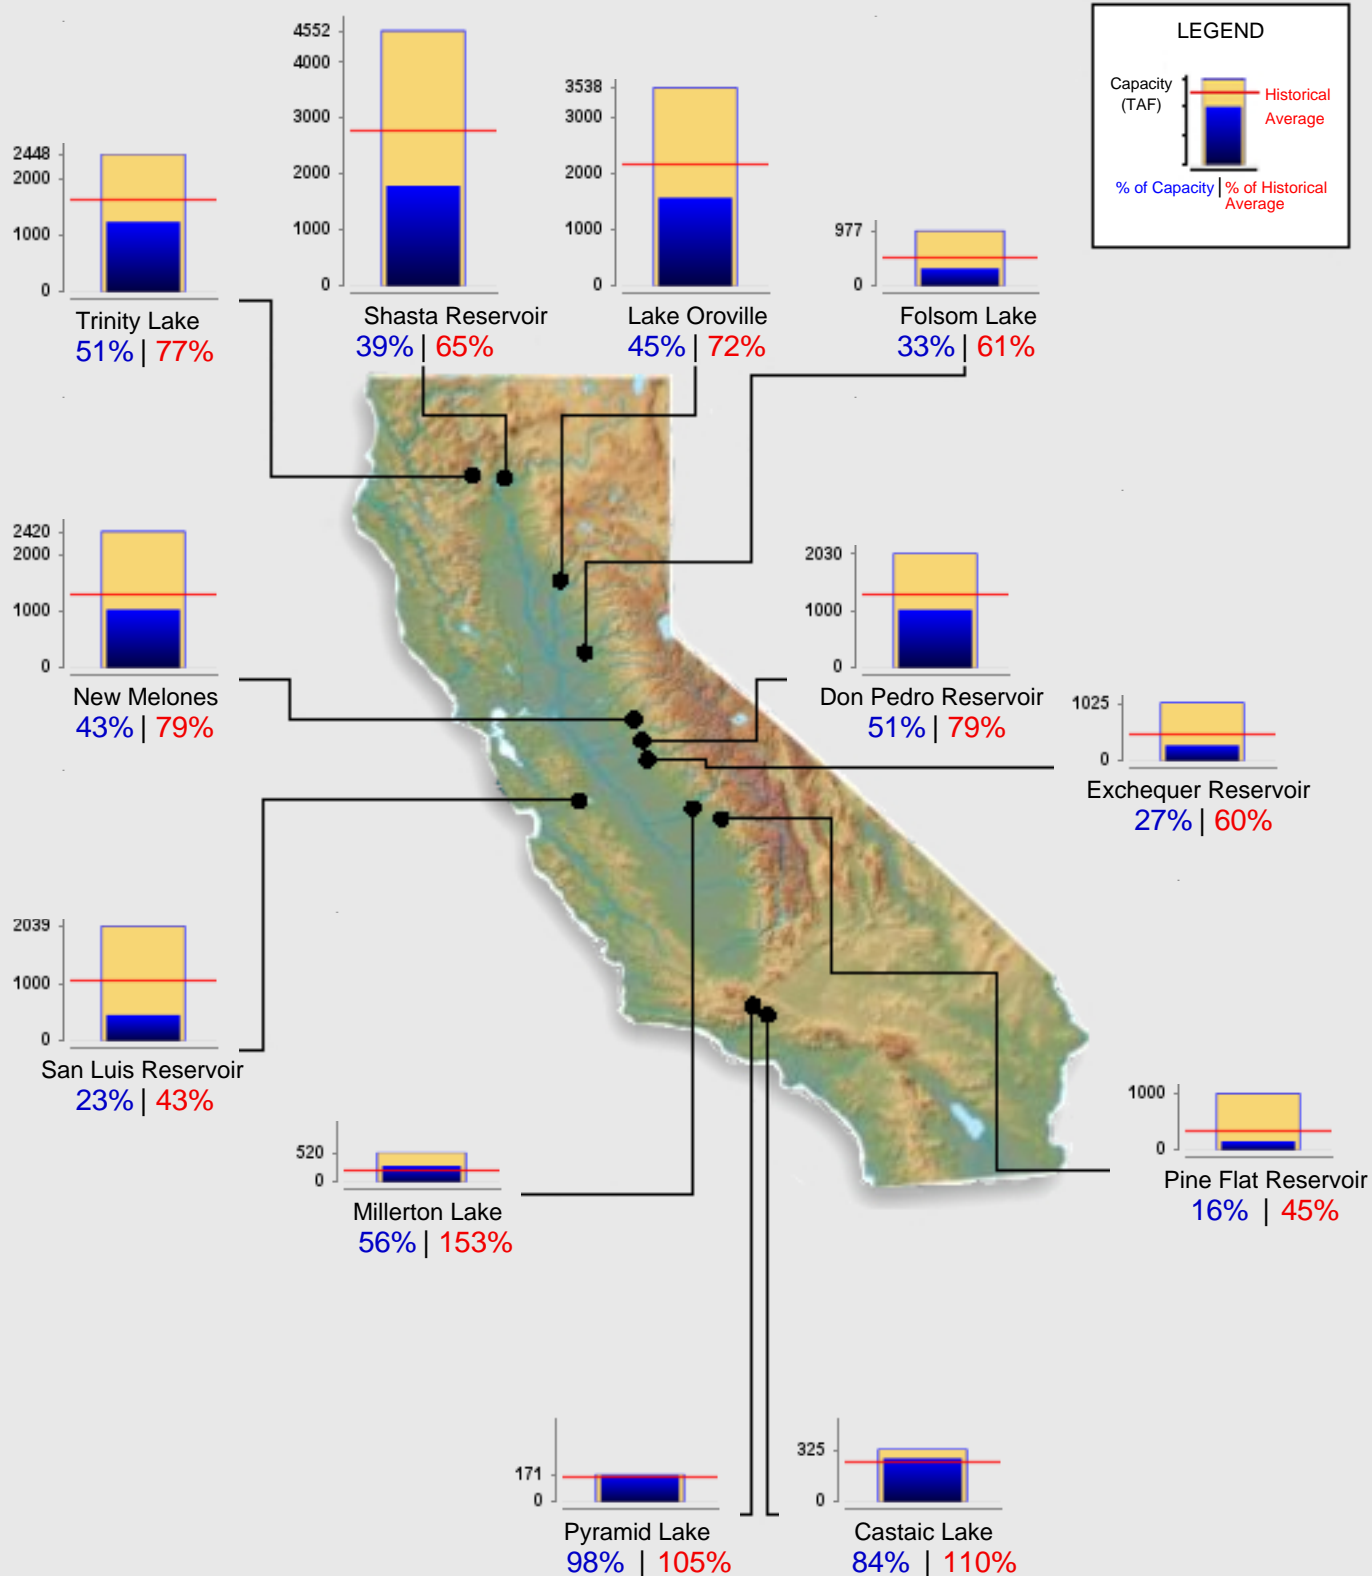 LEGEND
Capacity
(TAF)
Historical
Average
% of Capacity | % of Historical
Average
4552
4000
3000
2000
1000
0
Shasta Reservoir
39% | 65%
3538
3000
2000
1000
0
Lake Oroville
45% | 72%
2448
2000
1000
0
Trinity Lake
51% | 77%
977
0
Folsom Lake
33% | 61%
2420
2000
1000
0
New Melones
43% | 79%
2030
1000
0
Don Pedro Reservoir
51% | 79%
1025
0
Exchequer Reservoir
27% | 60%
2039
1000
0
San Luis Reservoir
23% | 43%
520
0
Millerton Lake
56% | 153%
1000
0
Pine Flat Reservoir
16% | 45%
171
0
Pyramid Lake
98% | 105%
325
0
Castaic Lake
84% | 110%